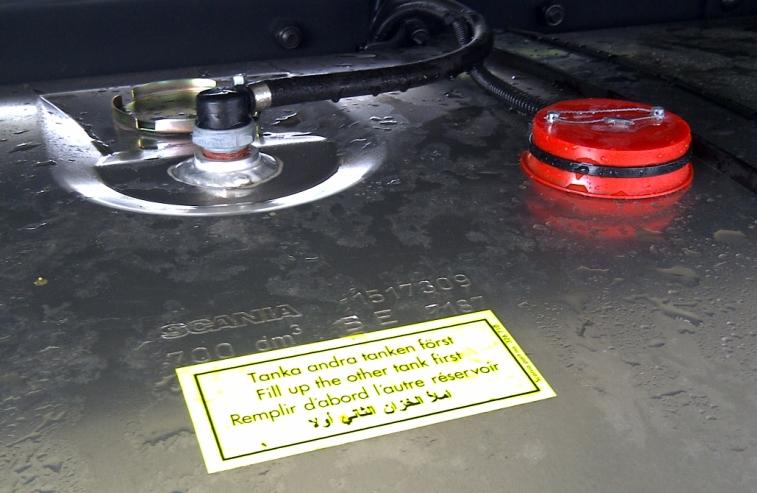 SCANIA 1517309
700 dm³ B E 7187
Tanka andra tanken först
Fill up the other tank first
Remplir d'abord l'autre réservoir
املأ الخزان الثاني أولا